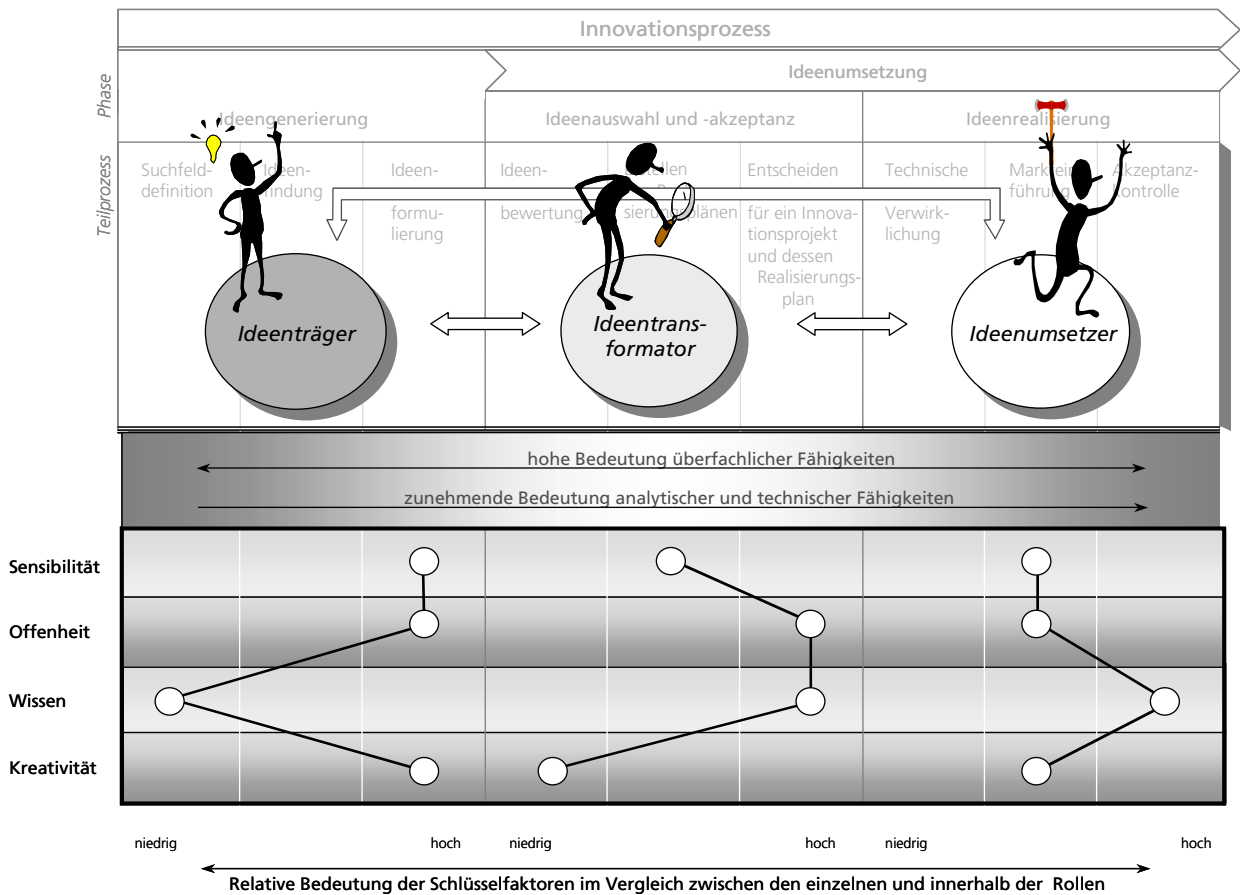 Innovationsprozess
Phase
Ideenumsetzung
Ideengenerierung
Ideenauswahl und -akzeptanz
Ideenrealisierung
Teilprozess
Suchfeld-
definition
Ideen-
findung
Ideen-
formu-
lierung
Ideen-
bewertung
sierungsplänen
Entscheiden
für ein Innova-
tionsprojekt
und dessen
Realisierungs-
plan
Technische
Verwirk-
lichung
Marktein-
führung
Akzeptanz-
kontrolle
Ideenträger
Ideentrans-
formator
Ideenumsetzer
hohe Bedeutung überfachlicher Fähigkeiten
zunehmende Bedeutung analytischer und technischer Fähigkeiten
Sensibilität
Offenheit
Wissen
Kreativität
niedrig
hoch
niedrig
hoch
niedrig
hoch
Relative Bedeutung der Schlüsselfaktoren im Vergleich zwischen den einzelnen und innerhalb der Rollen